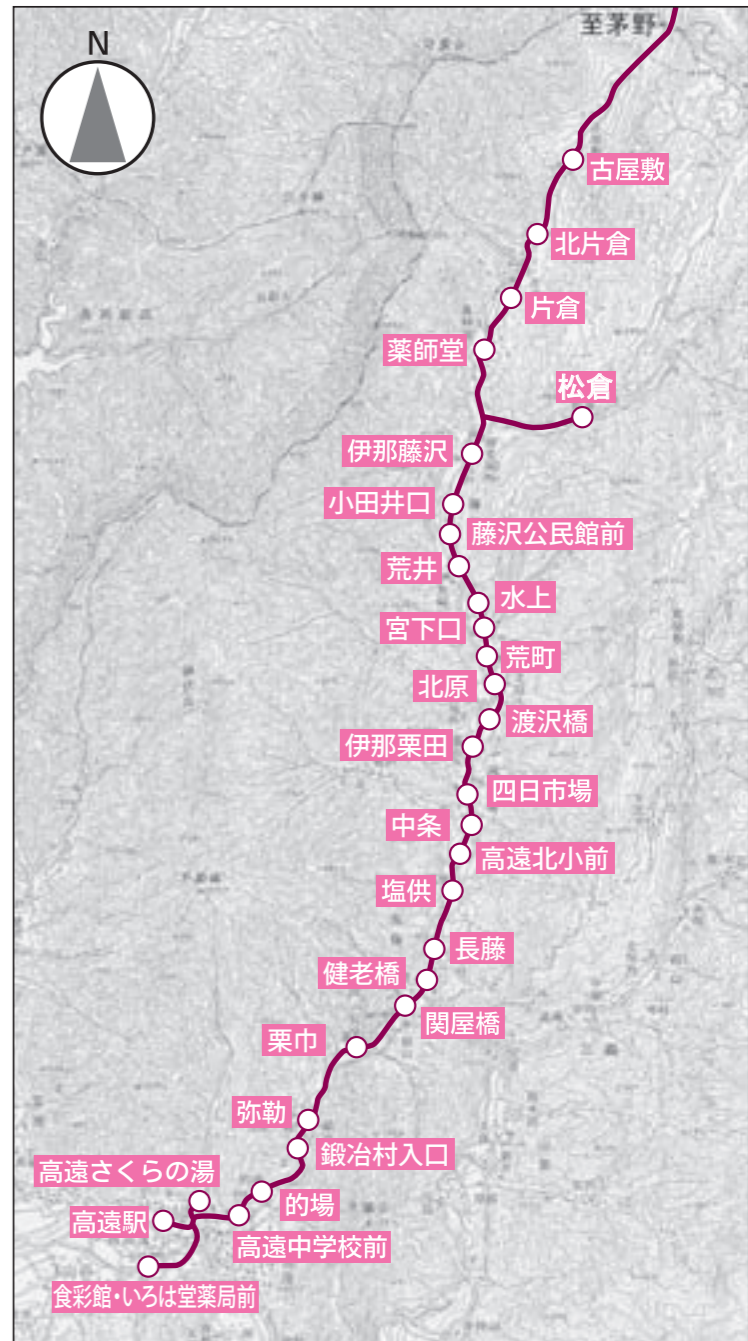 N
至茅野
古屋敷
北片倉
片倉
薬師堂
松倉
伊那藤沢
小田井口
藤沢公民館前
荒井
水上
宮下口
荒町
北原
渡沢橋
伊那栗田
四日市場
中条
高遠北小前
塩供
長藤
健老橋
関屋橋
栗巾
弥勒
鍛冶村入口
高遠さくらの湯
的場
高遠駅
高遠中学校前
食彩館・いろは堂薬局前